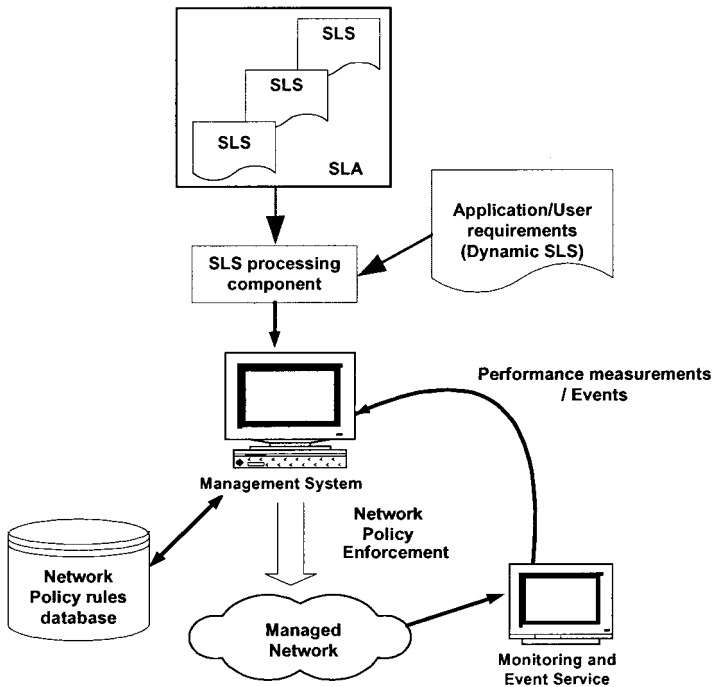 SLS
SLS
SLS
SLA
Application/User
requirements
(Dynamic SLS)
SLS processing
component
Performance measurements
/ Events
Management System
Network
Policy
Enforcement
Network
Policy rules
database
Managed
Network
Monitoring and
Event Service